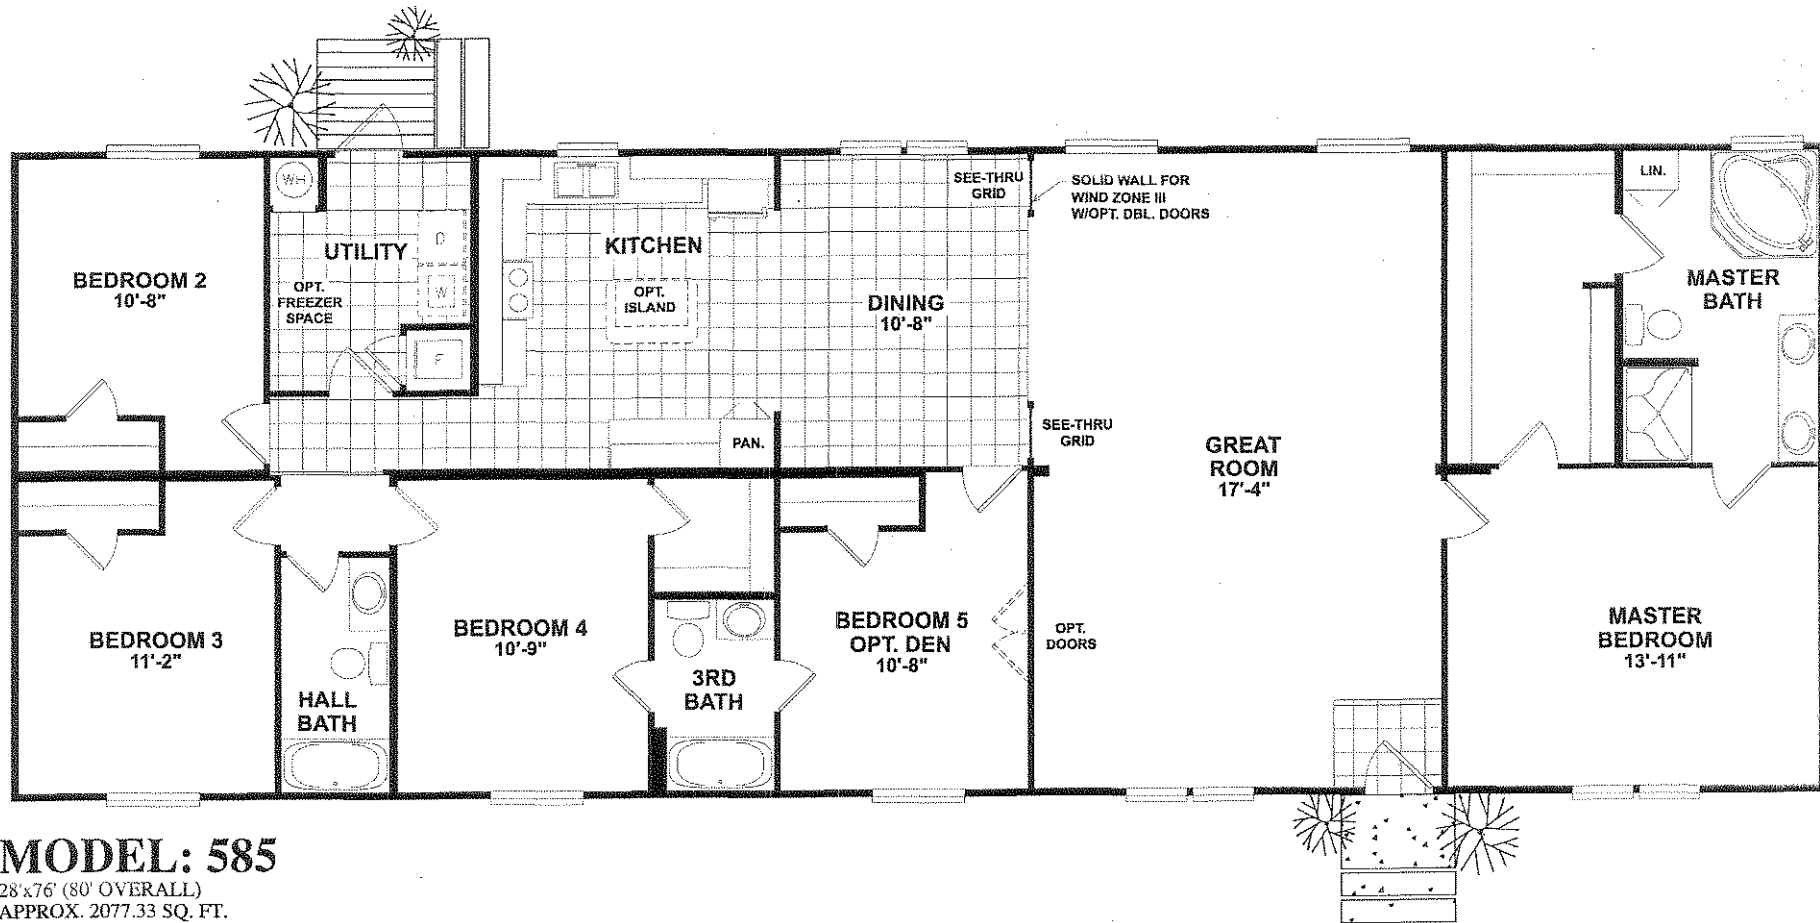 WH
SEE-THRU
GRID
SOLID WALL FOR
WIND ZONE III
W/OPT. DBL. DOORS
LIN.
UTILITY
D
KITCHEN
BEDROOM 2
10'-8"
OPT.
FREEZER
SPACE
W
OPT.
ISLAND
DINING
10'-8"
MASTER
BATH
F
PAN.
SEE-THRU
GRID
GREAT
ROOM
17'-4"
BEDROOM 3
11'-2"
HALL
BATH
BEDROOM 4
10'-9"
3RD
BATH
BEDROOM 5
OPT. DEN
10'-8"
OPT.
DOORS
MASTER
BEDROOM
13'-11"
MODEL: 585
28'x76' (80' OVERALL)
APPROX. 2077.33 SQ. FT.